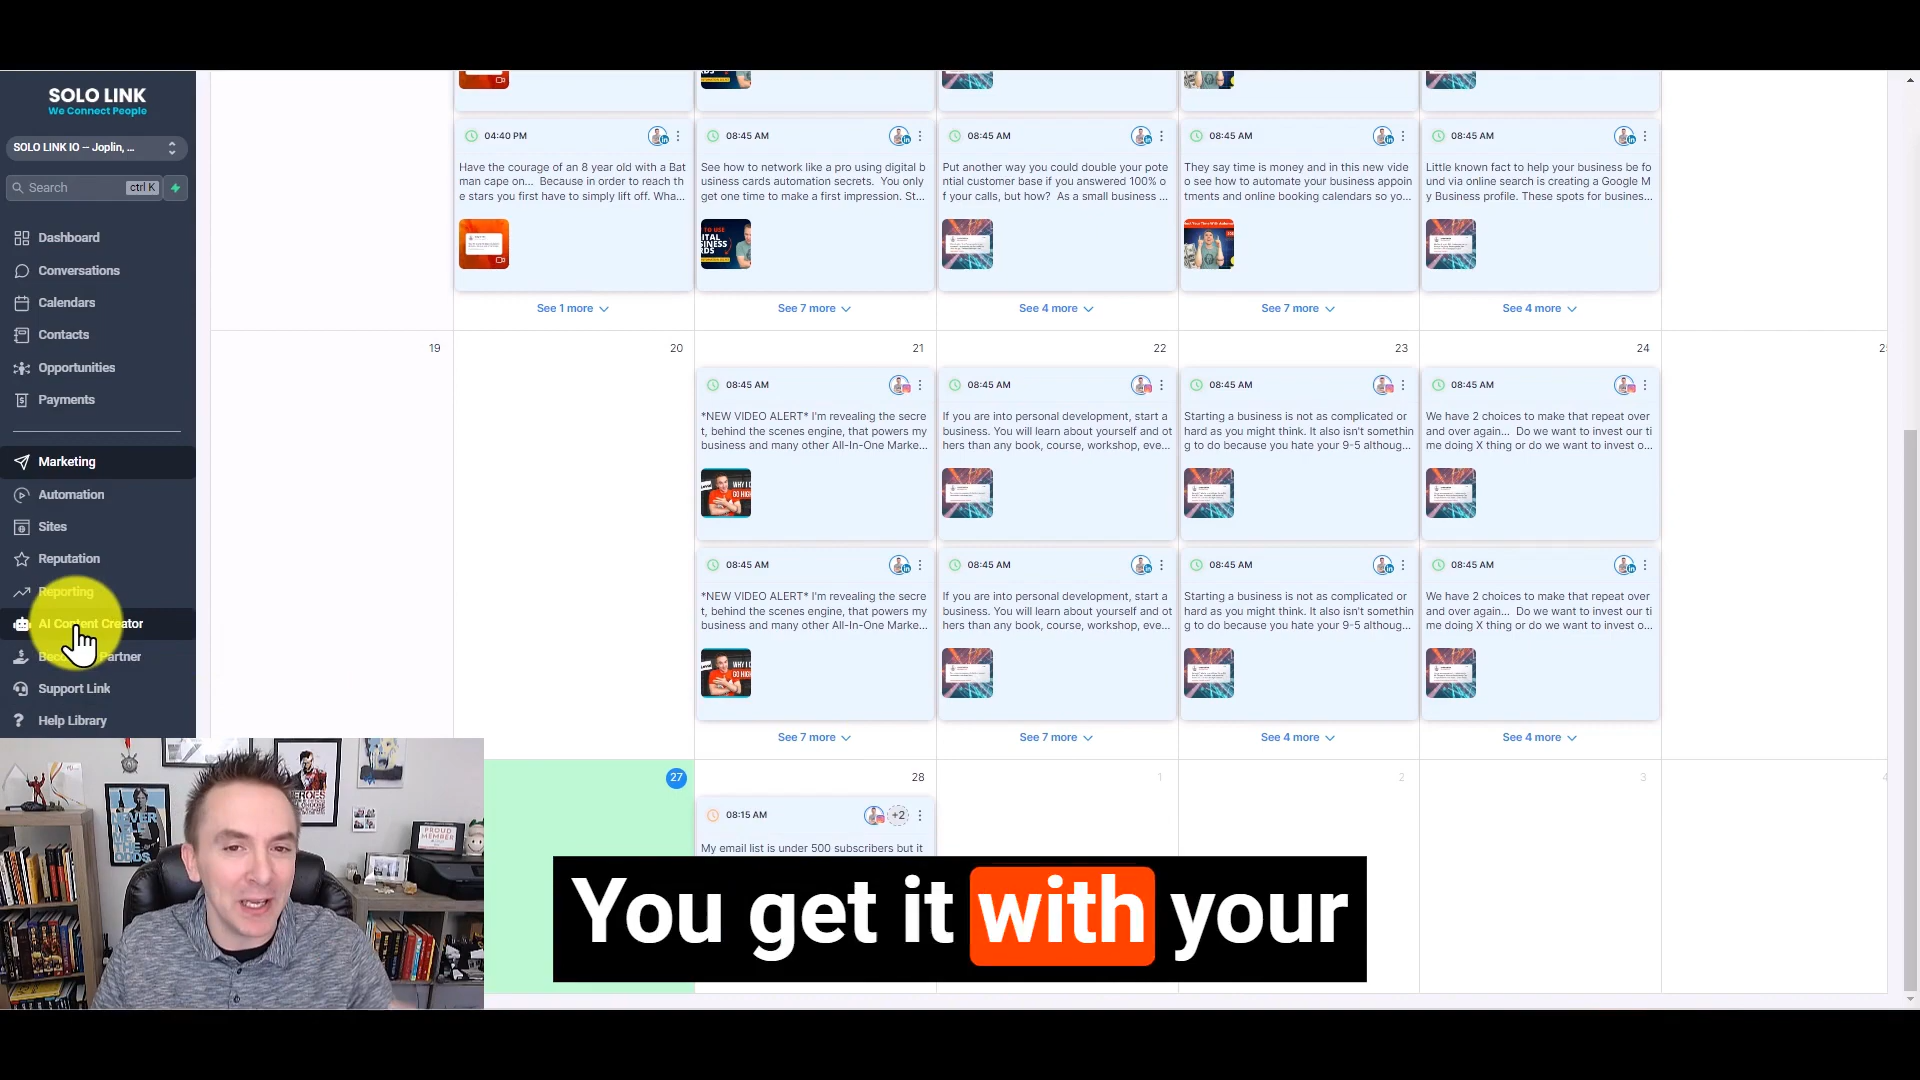 SOLO LINK
We Connect People
SOLO LINK IO – Joplin, ...
Search
ctrl K
Dashboard
Conversations
Calendars
Contacts
Opportunities
Payments
Marketing
Automation
Sites
Reputation
Reporting
AI Content Creator
Partner
Support Link
Help Library
04:40 PM
Have the courage of an 8 year old with a Bat
man cape on... Because in order to reach th
e stars you first have to simply lift off. Wha...
See 1 more
08:45 AM
See how to network like a pro using digital b
usiness cards automation secrets. You only
get one time to make a first impression. St...
See 7 more
08:45 AM
Put another way you could double your pote
ntial customer base if you answered 100% o
f your calls, but how? As a small business ...
See 4 more
08:45 AM
They say time is money and in this new vide
o see how to automate your business appoin
tments and online booking calendars so yo...
See 7 more
08:45 AM
Little known fact to help your business be fo
und via online search is creating a Google M
y Business profile. These spots for busines...
See 4 more
19
20
21
22
23
24
08:45 AM
*NEW VIDEO ALERT* I'm revealing the secre
t, behind the scenes engine, that powers my
business and many other All-In-One Marke...
08:45 AM
If you are into personal development, start a
business. You will learn about yourself and ot
hers than any book, course, workshop, eve...
08:45 AM
Starting a business is not as complicated or
hard as you might think. It also isn't somethin
g to do because you hate your 9-5 althoug...
08:45 AM
We have 2 choices to make that repeat over
and over again... Do we want to invest our ti
me doing X thing or do we want to invest o...
08:45 AM
*NEW VIDEO ALERT* I'm revealing the secre
t, behind the scenes engine, that powers my
business and many other All-In-One Marke...
See 7 more
08:45 AM
If you are into personal development, start a
business. You will learn about yourself and ot
hers than any book, course, workshop, eve...
See 7 more
08:45 AM
Starting a business is not as complicated or
hard as you might think. It also isn't somethin
g to do because you hate your 9-5 althoug...
See 4 more
08:45 AM
We have 2 choices to make that repeat over
and over again... Do we want to invest our ti
me doing X thing or do we want to invest o...
See 4 more
27
28
1
2
3
4
08:15 AM
+2
My email list is under 500 subscribers but it
NEVER
THE ODDS
HEROES
PROUD
MEMBER
You get it with your